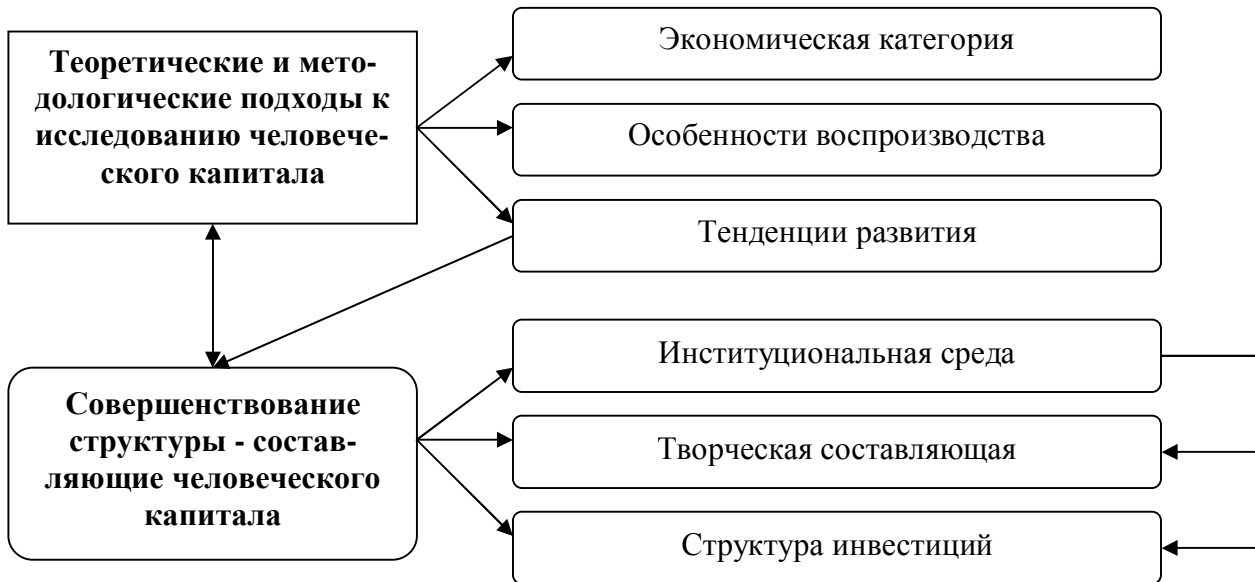 Теоретические и мето-
дологические подходы к
исследованию человече-
ского капитала
Экономическая категория
Особенности воспроизводства
Тенденции развития
Совершенствование
структуры - состав-
ляющие человеческого
капитала
Институциональная среда
Творческая составляющая
Структура инвестиций